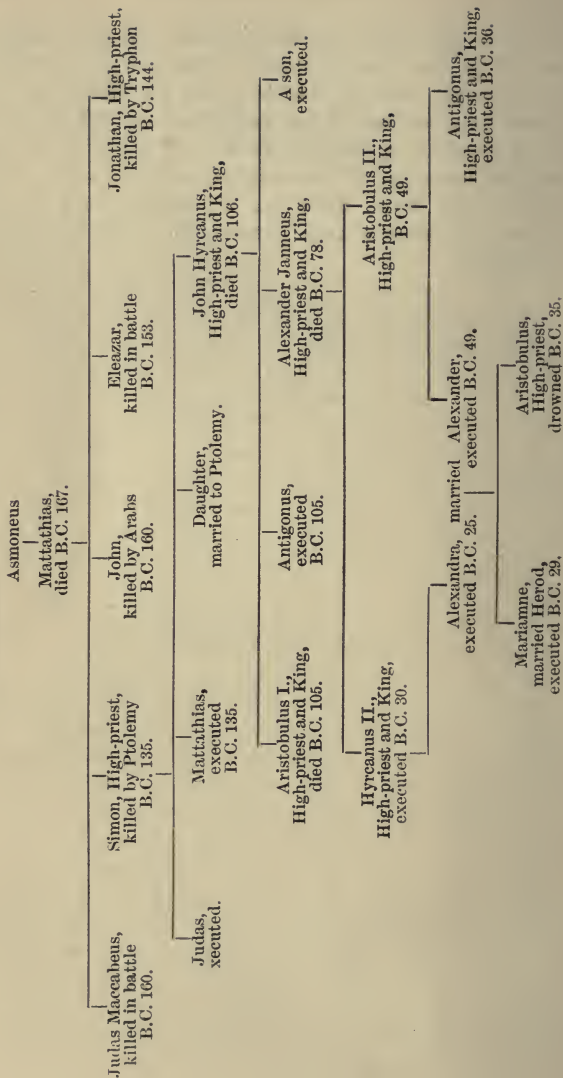 Asmoneus
Mattathias,
died B.C. 167.
Judas Maccabeus,
killed in battle
B.C. 160.
Simon, High-priest,
killed by Ptolemy
B.C. 135.
John,
killed by Arabs
B.C. 160.
Eleazar,
killed in battle
B.C. 153.
Jonathan, High-priest,
killed by Tryphon
B.C. 144.
Judas,
xecuted.
Mattathias,
executed
B.C. 135.
Daughter,
married to Ptolemy.
John Hyrcanus,
High-priest and King,
died B.C. 106.
Aristobulus I.,
High-priest and King,
died B.C. 105.
Antigonus,
executed
B.C. 105.
Alexander Janneus,
High-priest and King,
died B.C. 78.
A son,
executed.
Hyrcanus II.,
High-priest and King,
executed B.C. 30.
Aristobulus II.,
High-priest and King,
B.C. 49.
Alexandra, married Alexander,
executed B.C. 25. executed B.C. 49.
Antigonus,
High-priest and King,
executed B.C. 36.
Mariamne,
married Herod,
executed B.C. 29.
Aristobulus,
High-priest,
drowned B.C. 35.